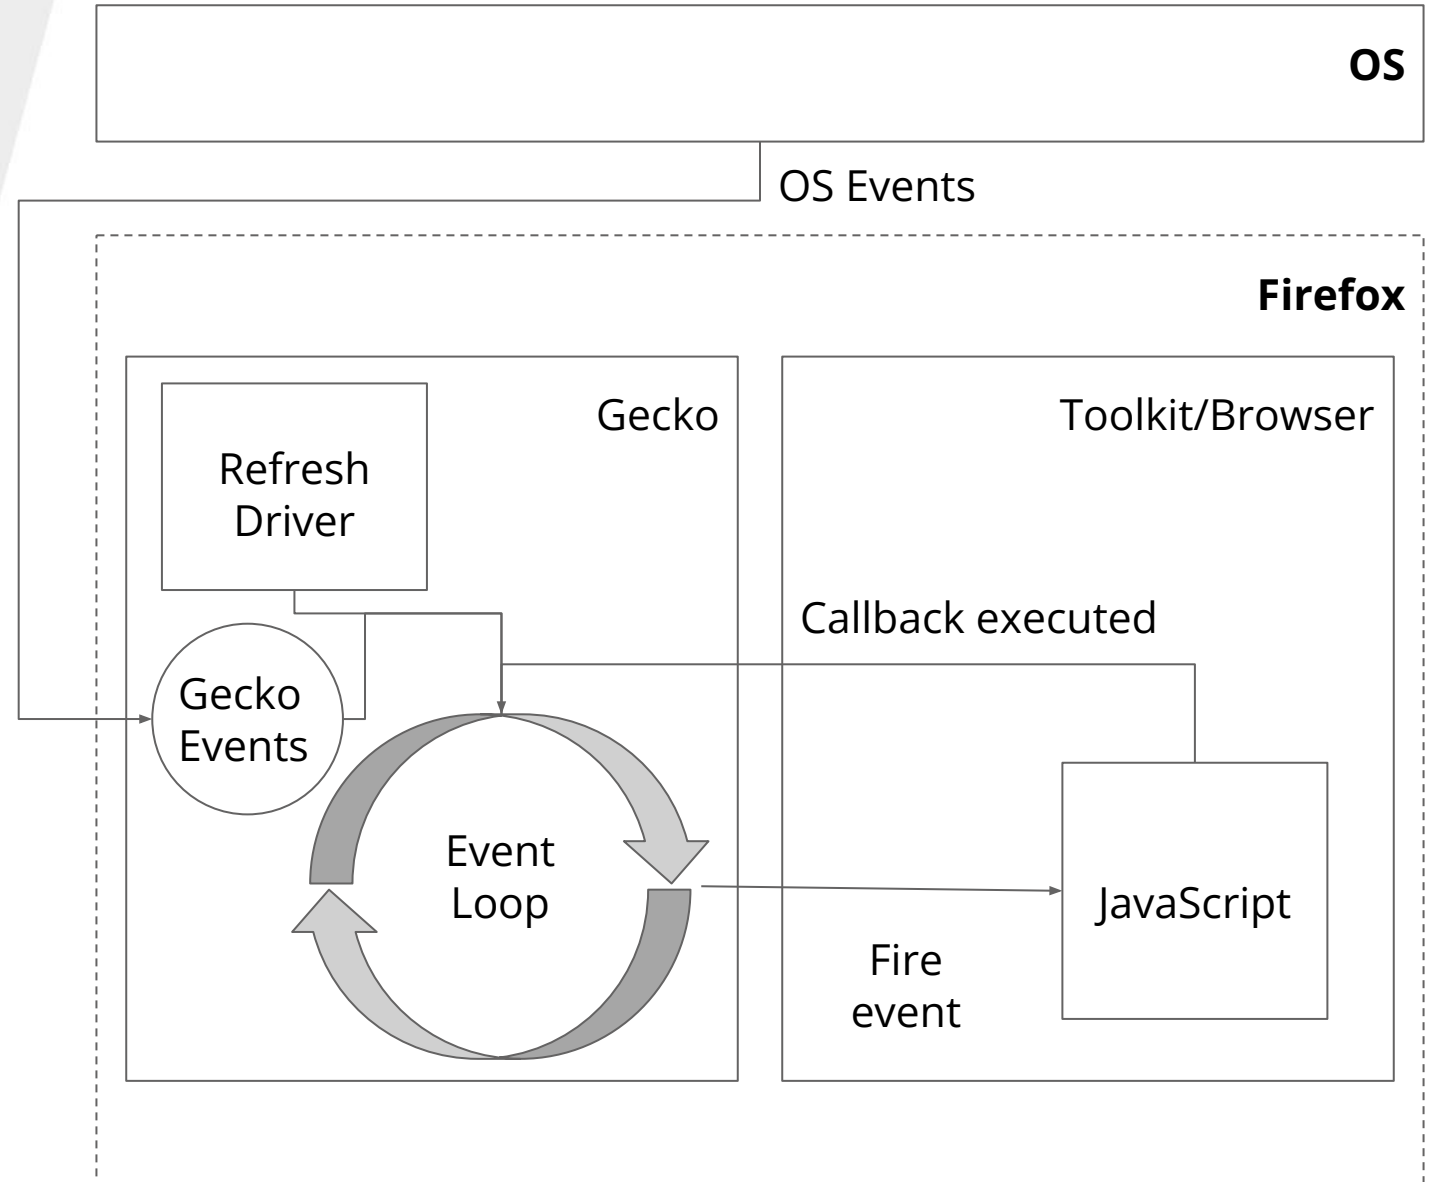 OS
OS Events
Firefox
Gecko
Toolkit/Browser
Refresh
Driver
Callback executed
Gecko
Events
Event
Loop
JavaScript
Fire
event